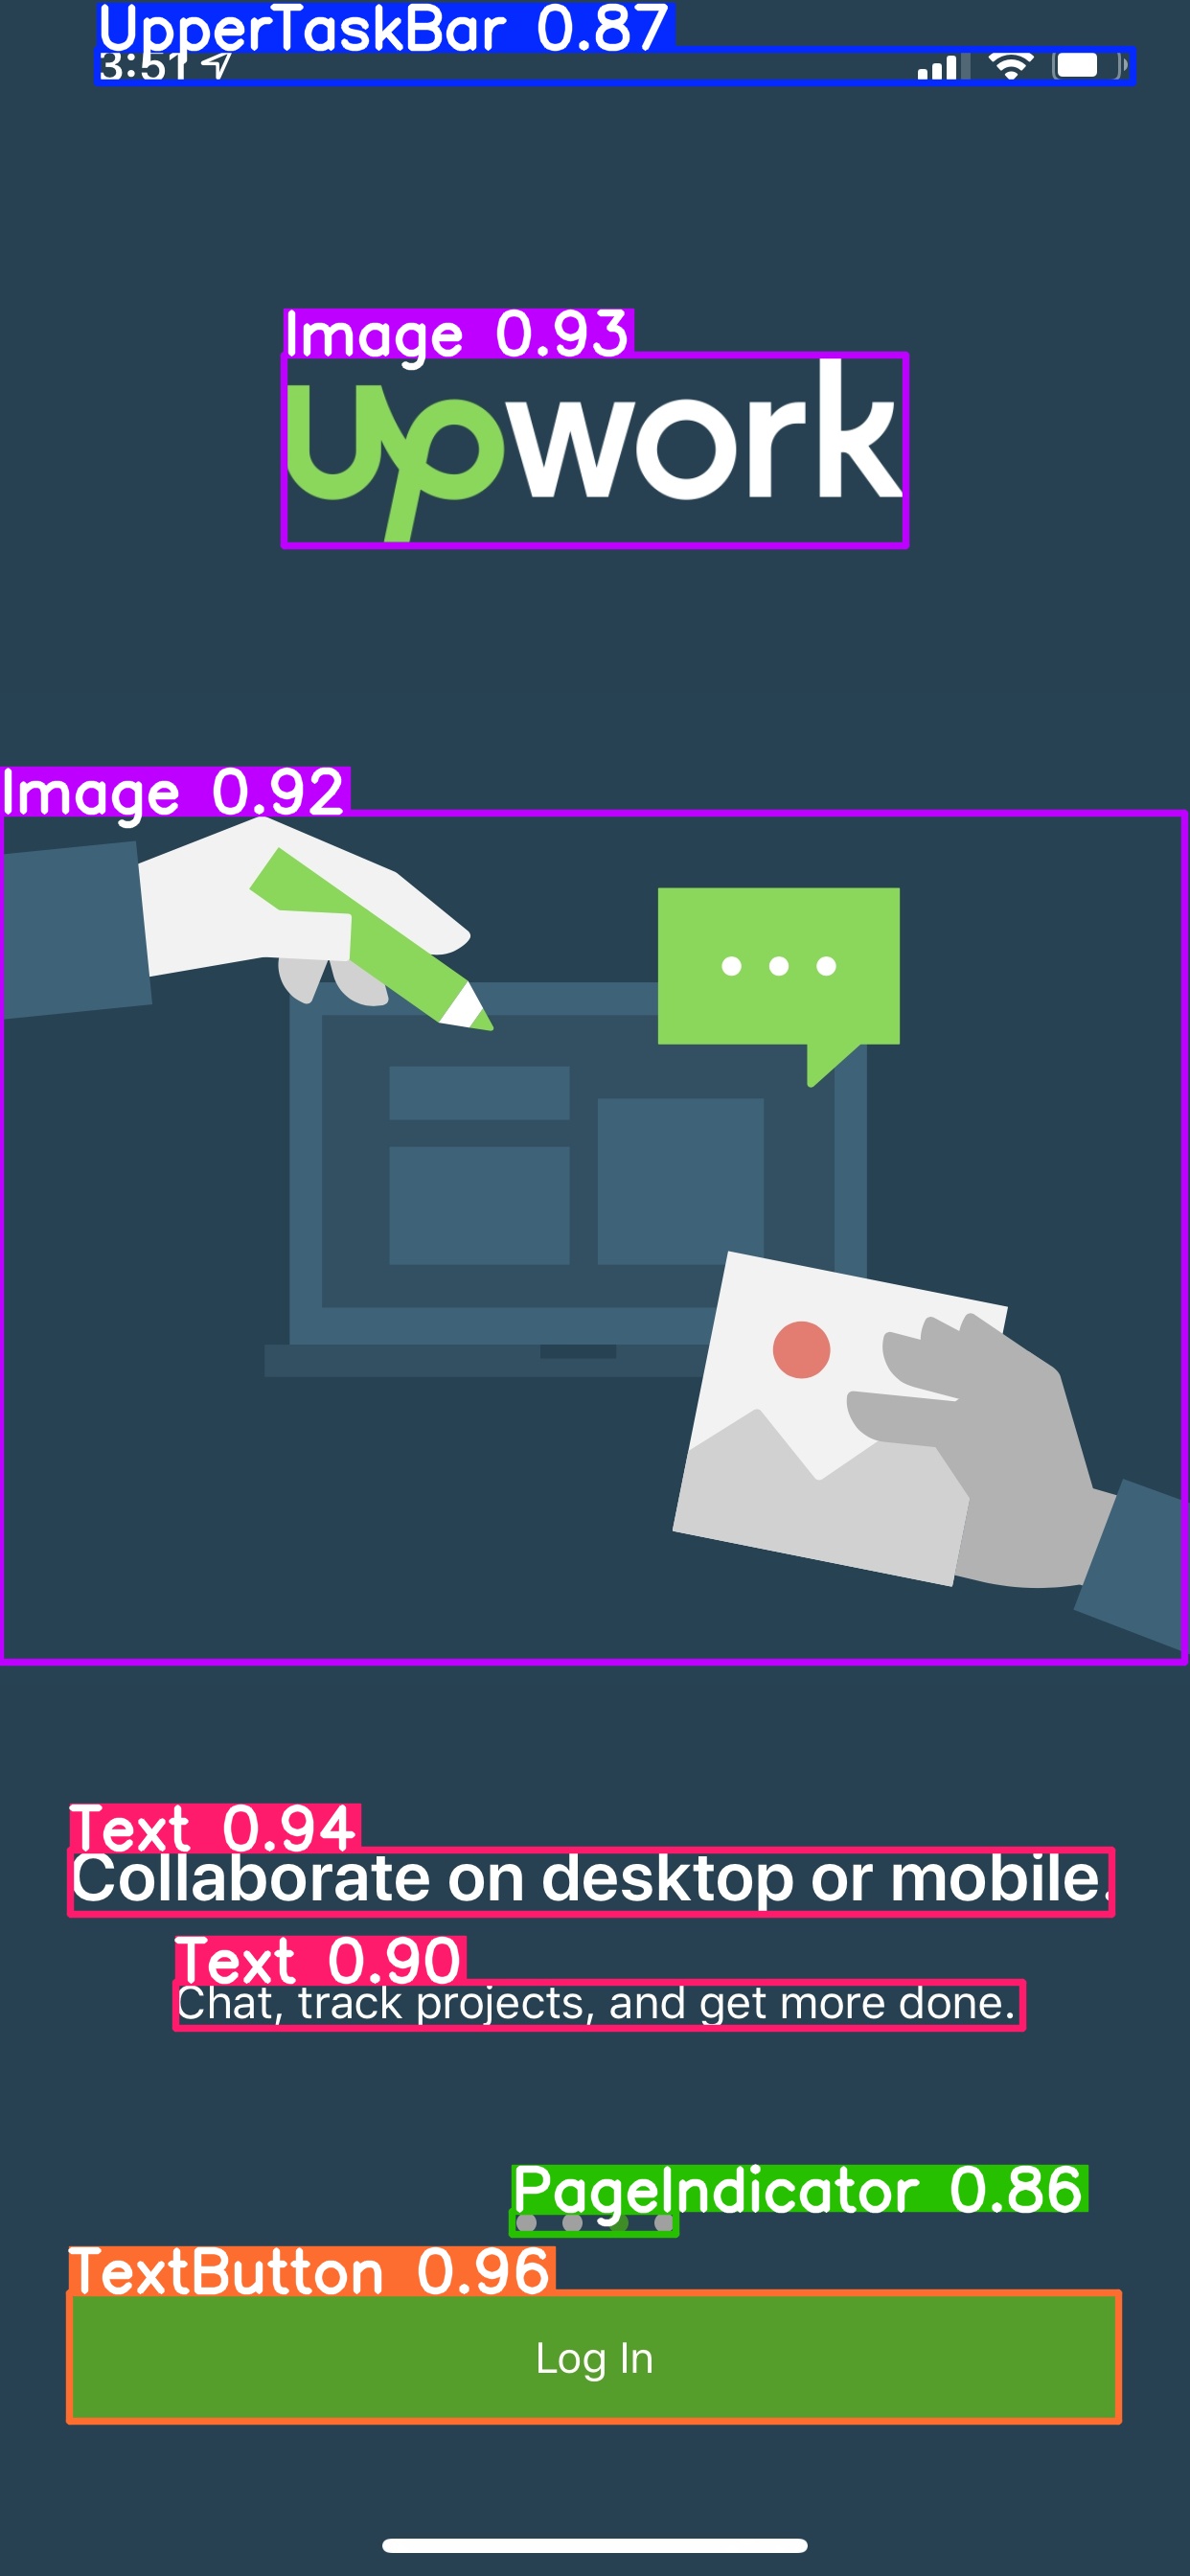 UpperTaskBar 0.87
3:51
Image 0.93
upwork
Image 0.92
Text 0.94
Collaborate on desktop or mobile.
Text 0.90
Chat, track projects, and get more done.
PageIndicator 0.86
TextButton 0.96
Log In